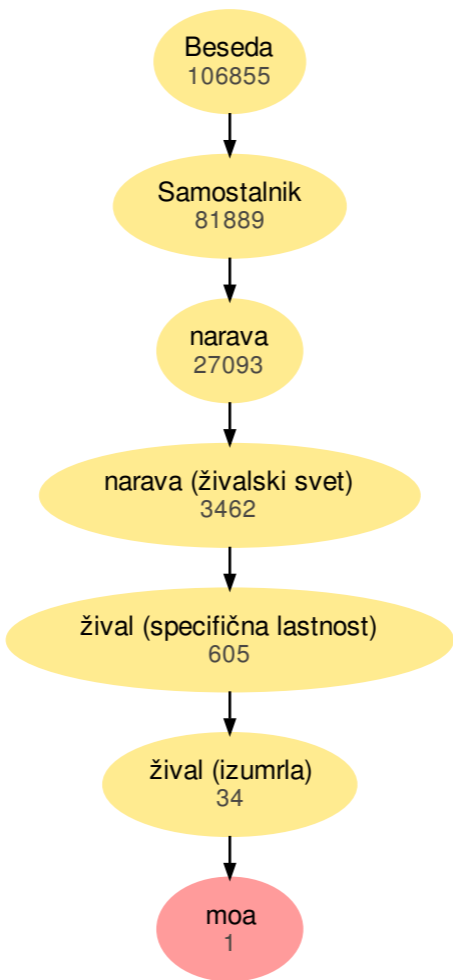 Beseda
106855
Samostalnik
81889
narava
27093
narava (živalski svet)
3462
žival (specifična lastnost)
605
žival (izumrla)
34
moa
1